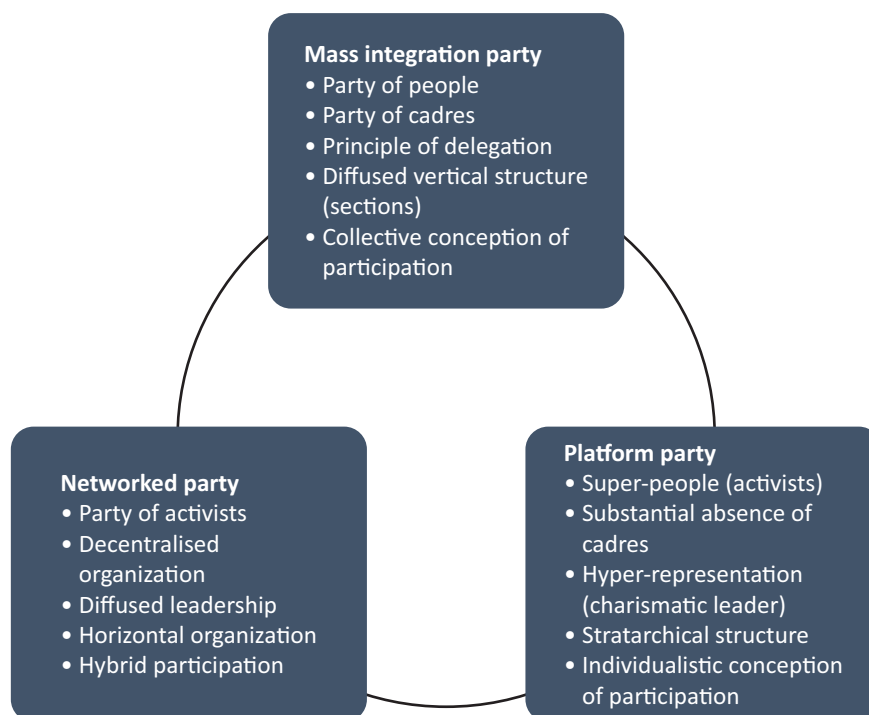 Mass integration party
• Party of people
• Party of cadres
• Principle of delegation
• Diffused vertical structure
(sections)
• Collective conception of
participation
Networked party
• Party of activists
• Decentralised
organization
• Diffused leadership
• Horizontal organization
• Hybrid participation
Platform party
• Super-people (activists)
• Substantial absence of
cadres
• Hyper-representation
(charismatic leader)
• Stratarchical structure
• Individualistic conception
of participation